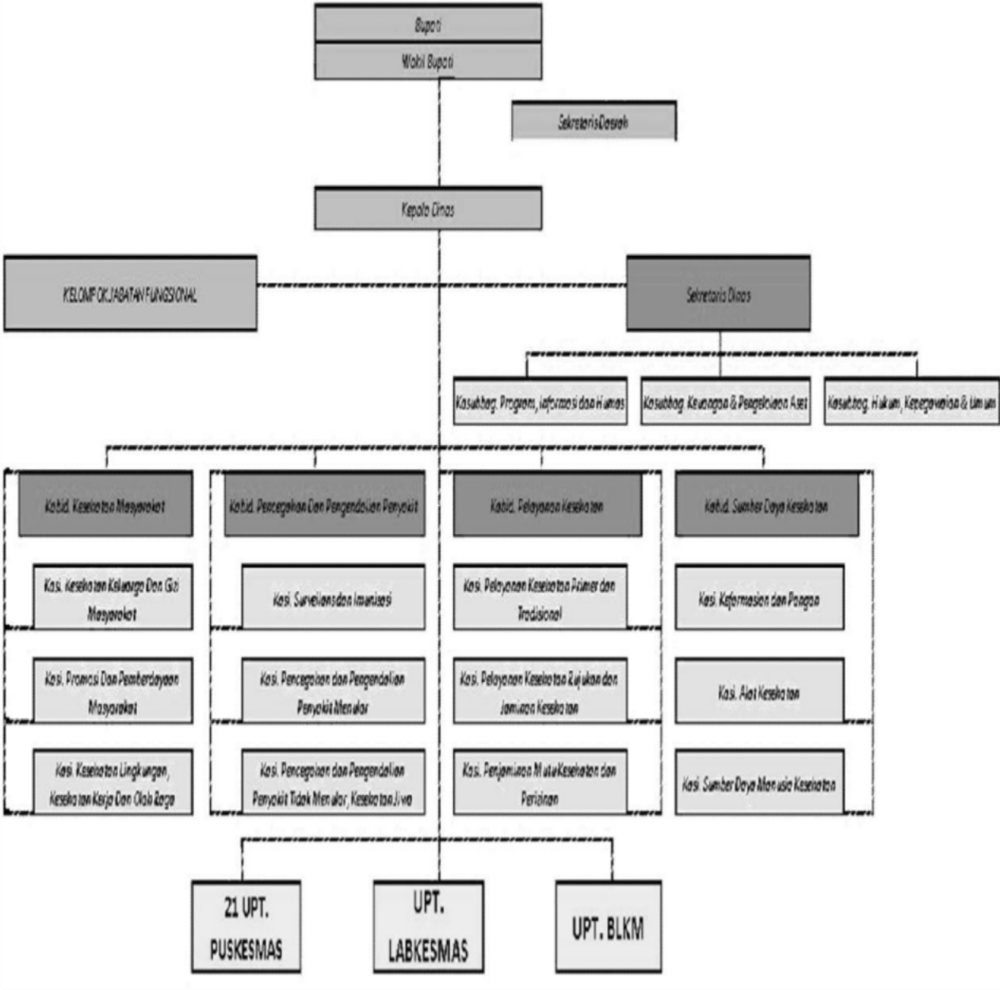 Bupati
Wakil Bupati
Sekretaris Daerah
Kepala Dinas
KELOMPOK JABATAN FUNGSIONAL
Sekretaris Dinas
Kasubbag. Program, Informasi dan Humas
Kasubbag. Keuangan & Pengelolaan Aset
Kasubbag. Hukum, Kepegawaian & Umum
Kabid. Kesehatan Masyarakat
Kabid. Pencegahan Dan Pengendalian Penyakit
Kabid. Pelayanan Kesehatan
Kabid. Sumber Daya Kesehatan
Kasi. Kesehatan Keluarga Dan Gizi
Masyarakat
Kasi. Surveilans dan Imunisasi
Kasi. Pelayanan Kesehatan Primer dan
Tradisional
Kasi. Kefarmasian dan Pangan
Kasi. Promosi Dan Pemberdayaan
Masyarakat
Kasi. Pencegahan dan Pengendalian
Penyakit Menular
Kasi. Pelayanan Kesehatan Rujukan dan
Jaminan Kesehatan
Kasi. Alat Kesehatan
Kasi. Kesehatan Lingkungan,
Kesehatan Kerja Dan Olah Raga
Kasi. Pencegahan dan Pengendalian
Penyakit Tidak Menular, Kesehatan Jiwa
Kasi. Penjaminan Mutu Kesehatan dan
Perizinan
Kasi. Sumber Daya Manusia Kesehatan
21 UPT.
PUSKESMAS
UPT.
LABKESMAS
UPT. BLKM